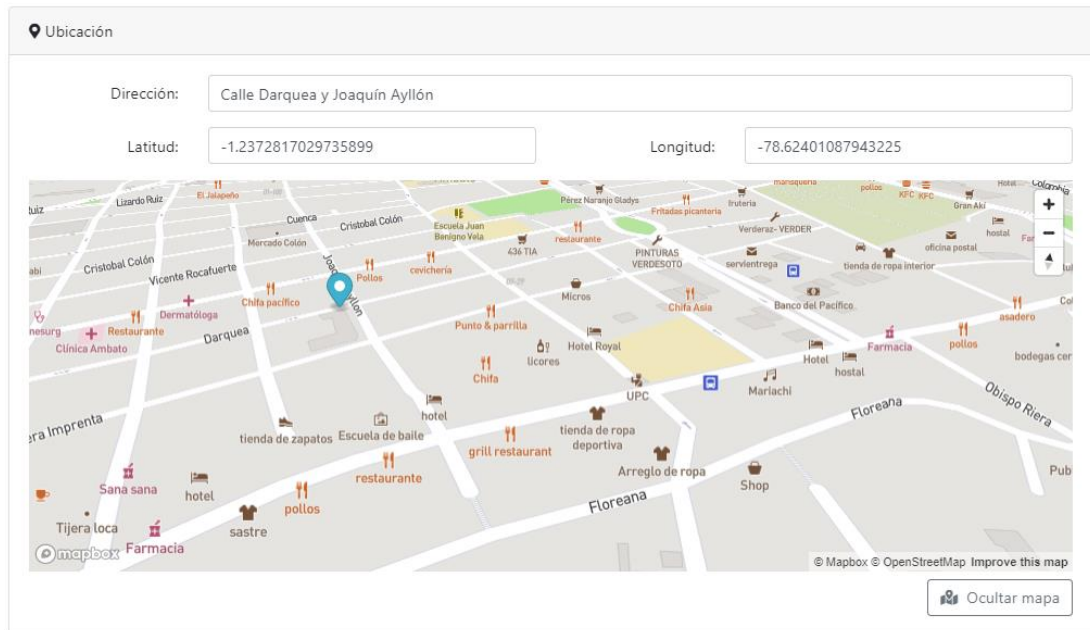 Ubicación
Dirección:
Calle Darquea y Joaquín Ayllón
Latitud:
-1.2372817029735899
Longitud:
-78.62401087943225
Lizardo Ruiz
El Jalapeño
Pérez Naranjo Gladys
Fritadas picantería
frutería
marisquería
pollos
KFC
KFC
Gran Akí
Hotel
Colombia
Cuenca
Cristobal Colón
Mercado Colón
Escuela Juan
Benigno Vela
436 TIA
restaurante
PINTURAS
VERDESOTO
Verderaz- VERDER
servientrega
oficina postal
hostal
tienda de ropa interior
Cristobal Colón
Vicente Rocafuerte
Pollos
cevichería
Micros
Chifa pacífico
Dermatóloga
Chifa Asia
Banco del Pacífico
asadero
Restaurante
Clínica Ambato
Darquea
Punto & parrilla
Hotel Royal
licores
Chifa
Farmacia
pollos
Hotel
hostal
UPC
Mariachi
Obispo Riera
Floreana
hotel
tienda de zapatos
Escuela de baile
tienda de ropa
deportiva
grill restaurant
restaurante
Arreglo de ropa
Shop
Pub
Sana sana
hotel
pollos
Floreana
Tijera loca
sastre
Farmacia
mapbox
© Mapbox © OpenStreetMap Improve this map
Ocultar mapa